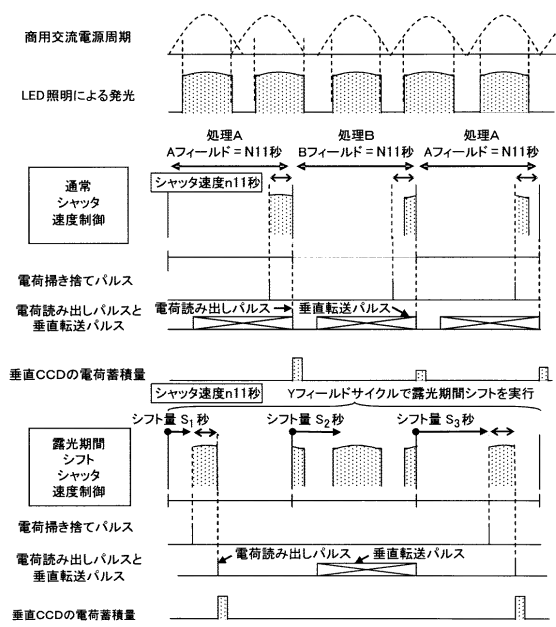 商用交流電源周期
LED照明による発光
処理A
Aフィールド=N11秒
処理B
Bフィールド=N11秒
処理A
Aフィールド=N11秒
シャッタ速度n11秒
通常
シャッタ
速度制御
電荷掃き捨てパルス
電荷読み出しパルスと
垂直転送パルス
電荷読み出しパルス
垂直転送パルス
垂直CCDの電荷蓄積量
シャッタ速度n11秒
Yフィールドサイクルで露光期間シフトを実行
シフト量 S1 秒
シフト量 S2 秒
シフト量 S3 秒
露光期間
シフト
シャッタ
速度制御
電荷掃き捨てパルス
電荷読み出しパルスと
垂直転送パルス
電荷読み出しパルス
垂直転送パルス
垂直CCDの電荷蓄積量